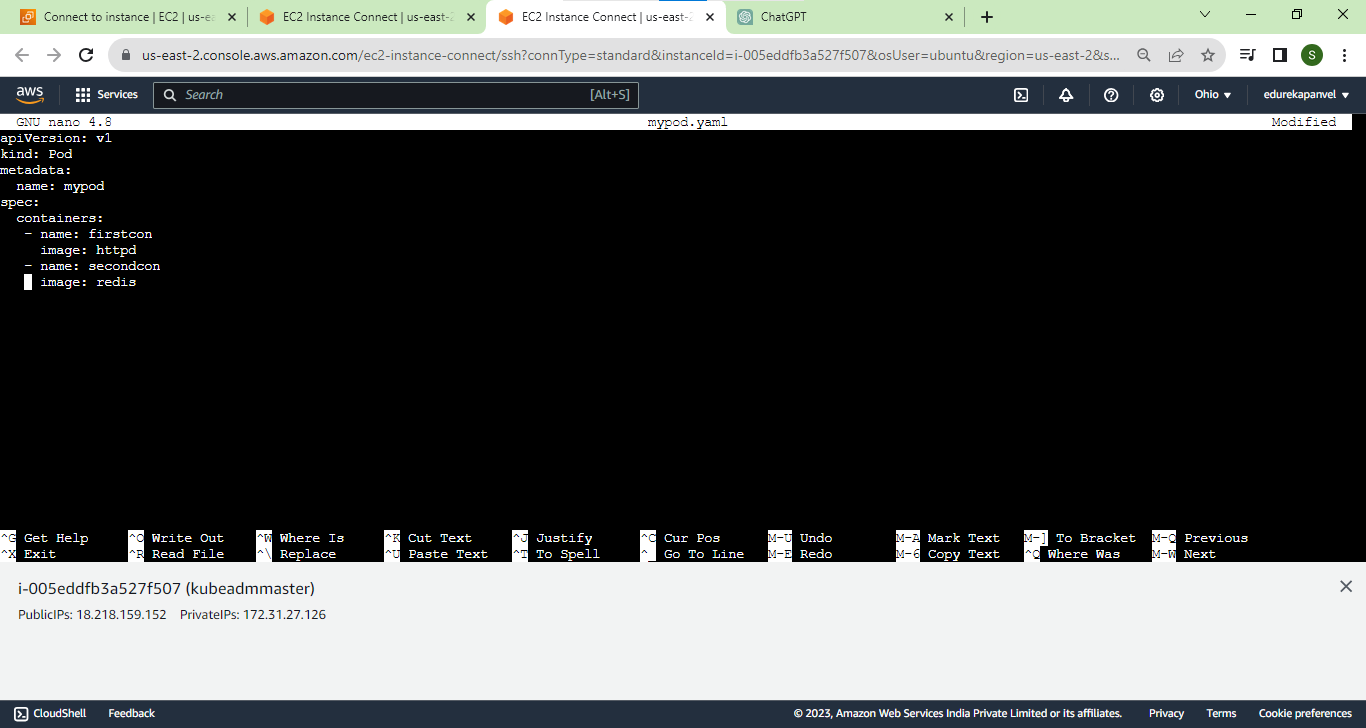 Connect to instance | EC2 | us-ea
EC2 Instance Connect | us-east-2
EC2 Instance Connect | us-east-2
ChatGPT
us-east-2.console.aws.amazon.com/ec2-instance-connect/ssh?connType=standard&instanceId=i-005eddfb3a527f507&osUser=ubuntu&region=us-east-2&s...
S
aws
Services
Search
[Alt+S]
Ohio
edurekapanvel
GNU nano 4.8 mypod.yaml Modified
apiVersion: v1
kind: Pod
metadata:
  name: mypod
spec:
  containers:
   - name: firstcon
     image: httpd
   - name: secondcon
     image: redis
^G Get Help ^O Write Out ^W Where Is ^K Cut Text ^J Justify ^C Cur Pos M-U Undo M-A Mark Text M-] To Bracket M-Q Previous
^X Exit ^R Read File ^\ Replace ^U Paste Text ^T To Spell ^_ Go To Line M-E Redo M-6 Copy Text ^Q Where Was M-W Next
i-005eddfb3a527f507 (kubeadmmaster)
PublicIPs: 18.218.159.152 PrivateIPs: 172.31.27.126
CloudShell Feedback © 2023, Amazon Web Services India Private Limited or its affiliates. Privacy Terms Cookie preferences